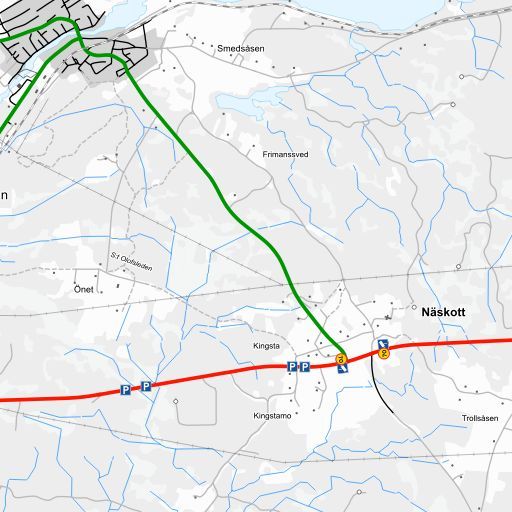 Smedsåsen
Frimanssved
n
S:t Olofsleden
Önet
Näskott
Kingsta
P P
P P
Kingstamo
Trollsåsen